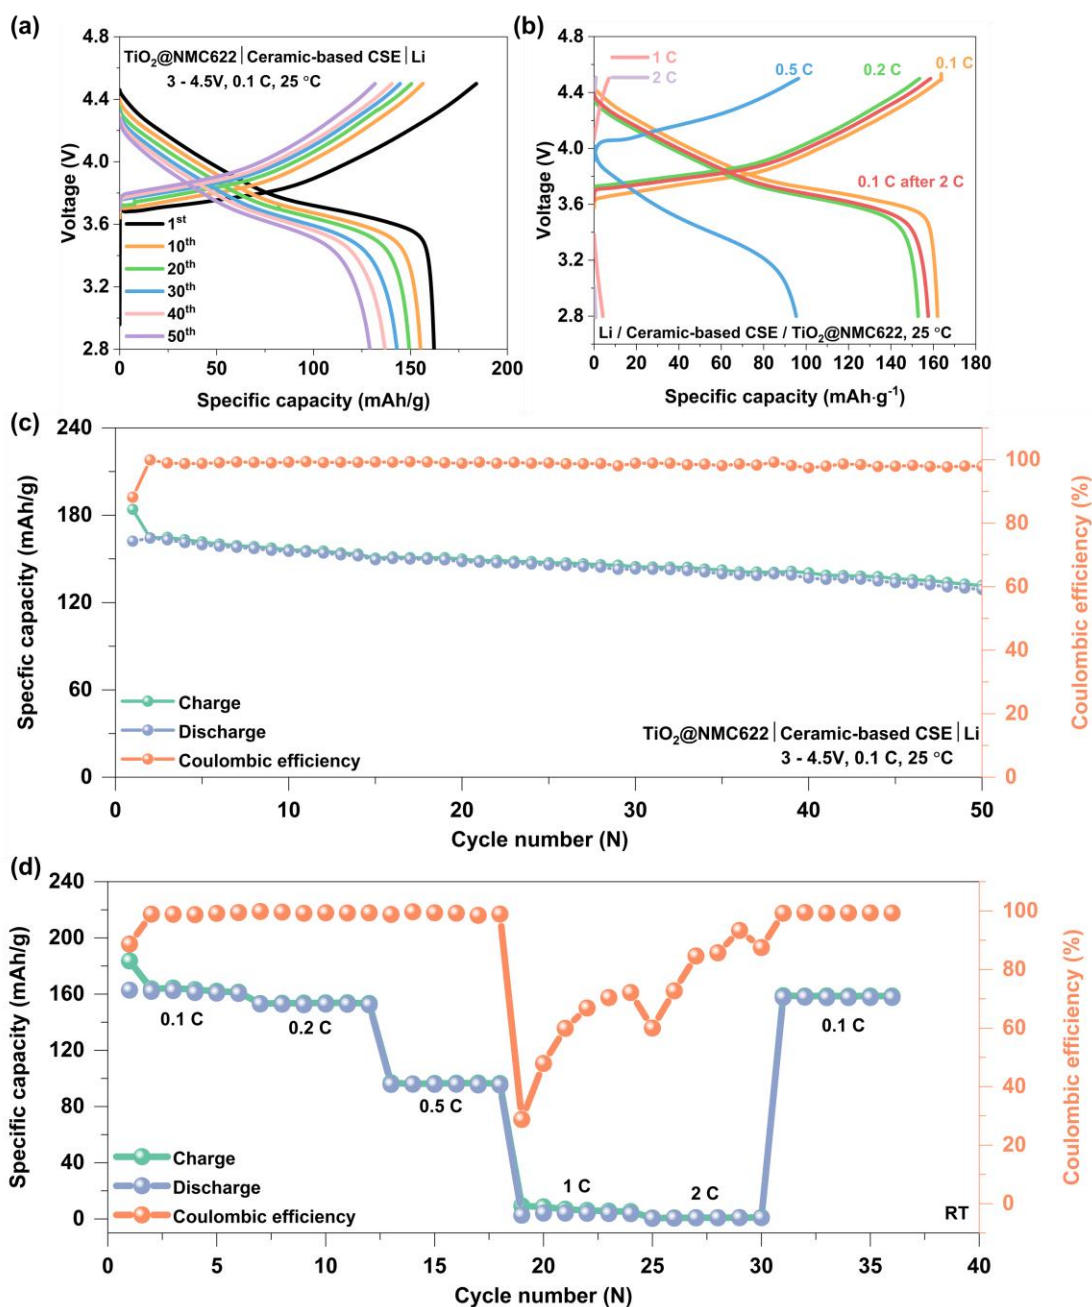 (a)
4.8
4.4
4.0
3.6
3.2
2.8
Voltage (V)
TiO₂@NMC622 | Ceramic-based CSE | Li
3 - 4.5V, 0.1 C, 25 °C
1ˢᵗ
10ᵗʰ
20ᵗʰ
30ᵗʰ
40ᵗʰ
50ᵗʰ
0 50 100 150 200
Specific capacity (mAh/g)
(b)
4.8
4.4
4.0
3.6
3.2
2.8
Voltage (V)
1 C
2 C
0.5 C
0.2 C
0.1 C
0.1 C after 2 C
Li / Ceramic-based CSE / TiO₂@NMC622, 25 °C
0 20 40 60 80 100 120 140 160 180
Specific capacity (mAh·g⁻¹)
(c)
240
180
120
60
0
Specfic capacity (mAh/g)
Charge
Discharge
Coulombic efficiency
TiO₂@NMC622 | Ceramic-based CSE | Li
3 - 4.5V, 0.1 C, 25 °C
100
80
60
40
20
0
Coulombic efficiency (%)
0 10 20 30 40 50
Cycle number (N)
(d)
240
200
160
120
80
40
0
Specific capacity (mAh/g)
0.1 C
0.2 C
0.5 C
1 C
2 C
0.1 C
Charge
Discharge
Coulombic efficiency
RT
100
80
60
40
20
0
Coulombic efficiency (%)
0 5 10 15 20 25 30 35 40
Cycle number (N)